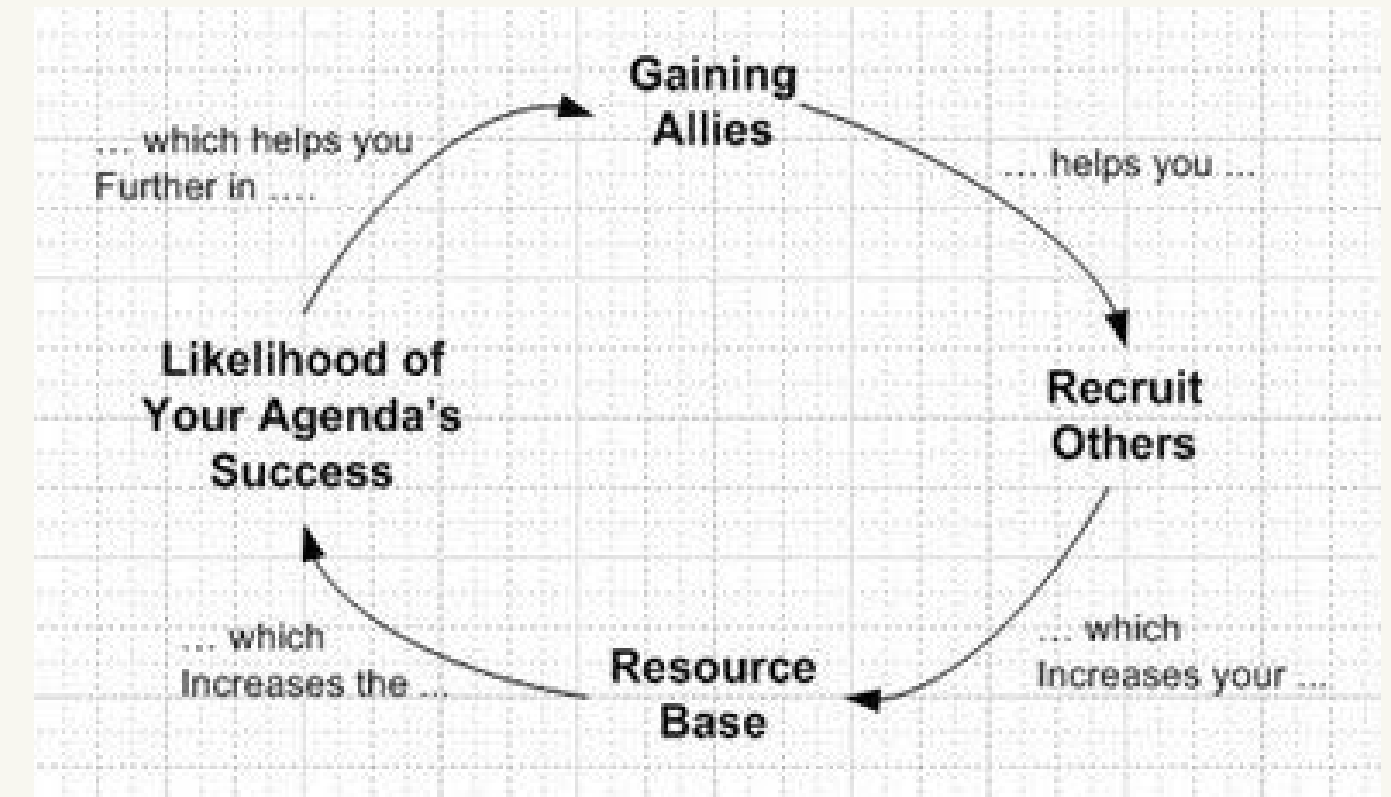 Gaining
Allies
... helps you ...
Recruit
Others
... which
Increases your ...
Resource
Base
... which
Increases the ...
Likelihood of
Your Agenda's
Success
... which helps you
Further in .....